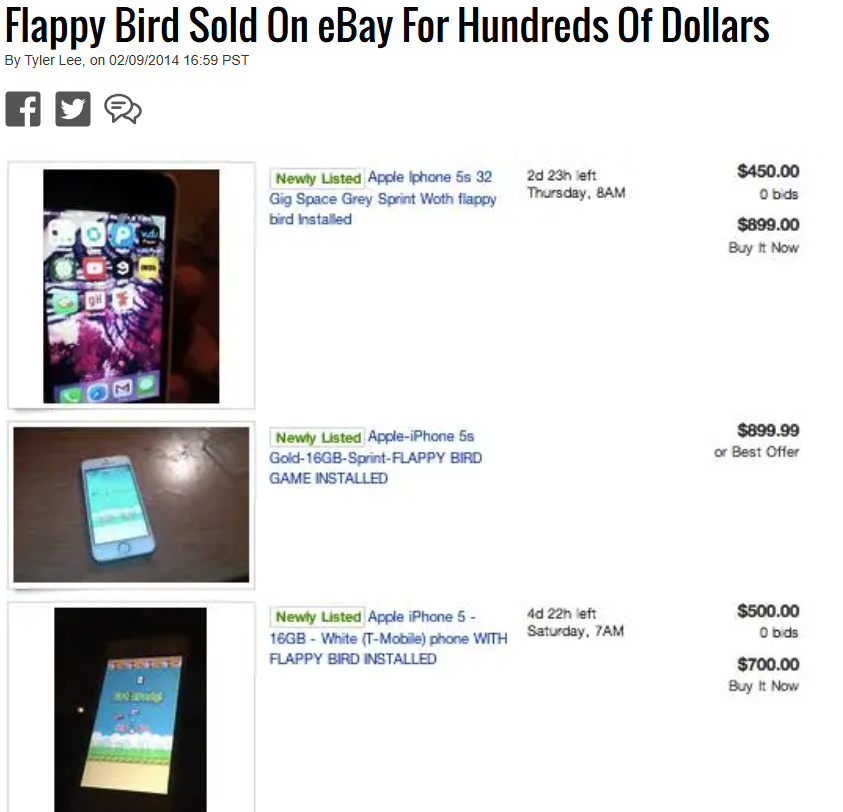 Flappy Bird Sold On eBay For Hundreds Of Dollars
By Tyler Lee, on 02/09/2014 16:59 PST
Newly Listed Apple Iphone 5s 32
Gig Space Grey Sprint Woth flappy
bird Installed
2d 23h left
Thursday, 8AM
$450.00
0 bids
$899.00
Buy It Now
Newly Listed Apple-iPhone 5s
Gold-16GB-Sprint-FLAPPY BIRD
GAME INSTALLED
$899.99
or Best Offer
Newly Listed Apple iPhone 5 -
16GB - White (T-Mobile) phone WITH
FLAPPY BIRD INSTALLED
4d 22h left
Saturday, 7AM
$500.00
0 bids
$700.00
Buy It Now